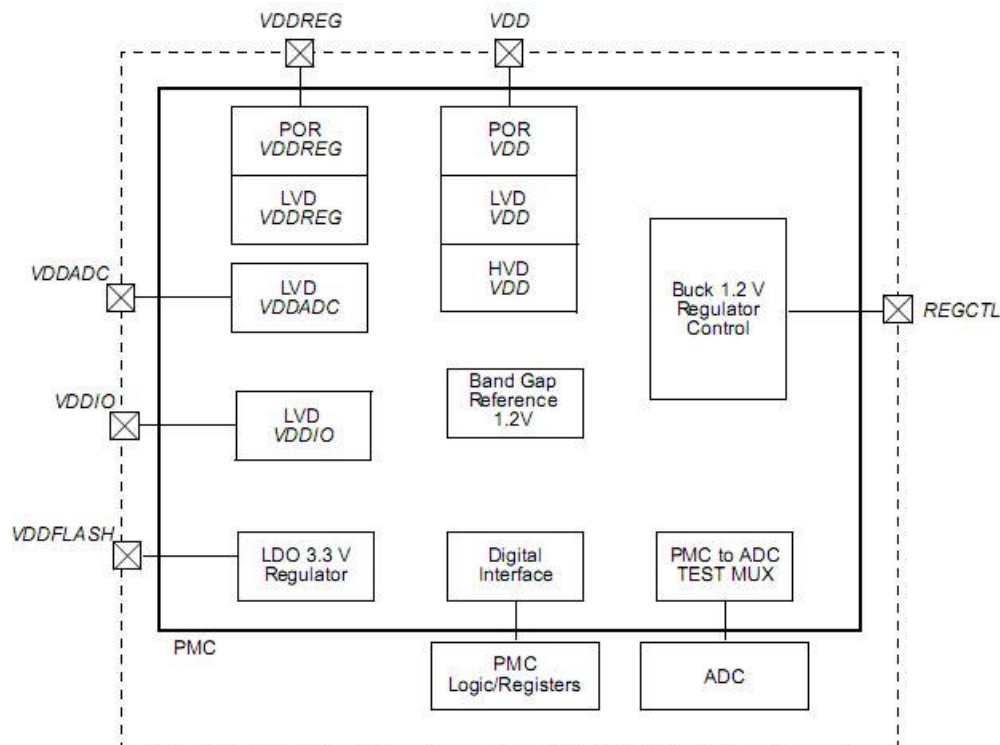 VDDREG
VDD
POR
VDDREG
LVD
VDDREG
POR
VDD
LVD
VDD
HVD
VDD
VDDADC
LVD
VDDADC
Buck 1.2 V
Regulator
Control
REGCTL
VDDIO
LVD
VDDIO
Band Gap
Reference
1.2V
VDDFLASH
LDO 3.3 V
Regulator
Digital
Interface
PMC to ADC
TEST MUX
PMC
PMC
Logic/Registers
ADC